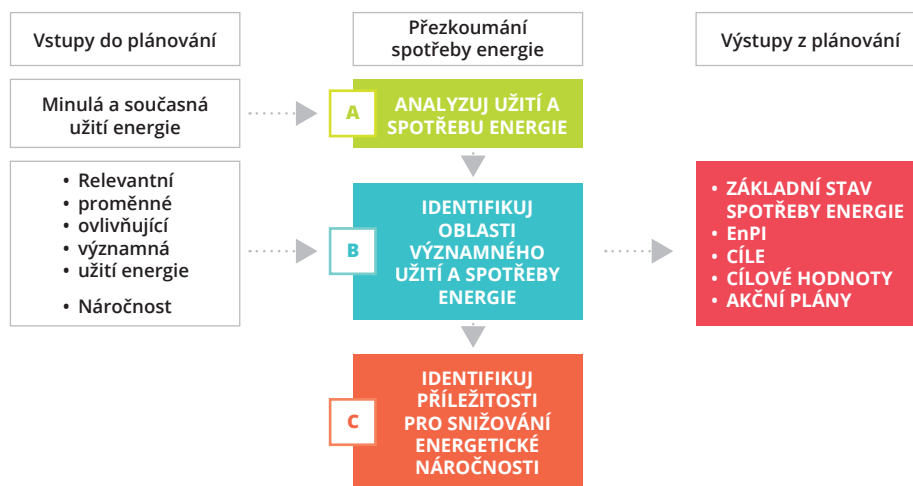 Vstupy do plánování
Přezkoumání
spotřeby energie
Výstupy z plánování
Minulá a současná
užití energie
A
ANALYZUJ UŽITÍ A
SPOTŘEBU ENERGIE
• Relevantní
• proměnné
• ovlivňující
• významná
• užití energie
• Náročnost
B
IDENTIFIKUJ
OBLASTI
VÝZNAMNÉHO
UŽITÍ A SPOTŘEBY
ENERGIE
• ZÁKLADNÍ STAV
SPOTŘEBY ENERGIE
• EnPI
• CÍLE
• CÍLOVÉ HODNOTY
• AKČNÍ PLÁNY
C
IDENTIFIKUJ
PŘÍLEŽITOSTI
PRO SNIŽOVÁNÍ
ENERGETICKÉ
NÁROČNOSTI